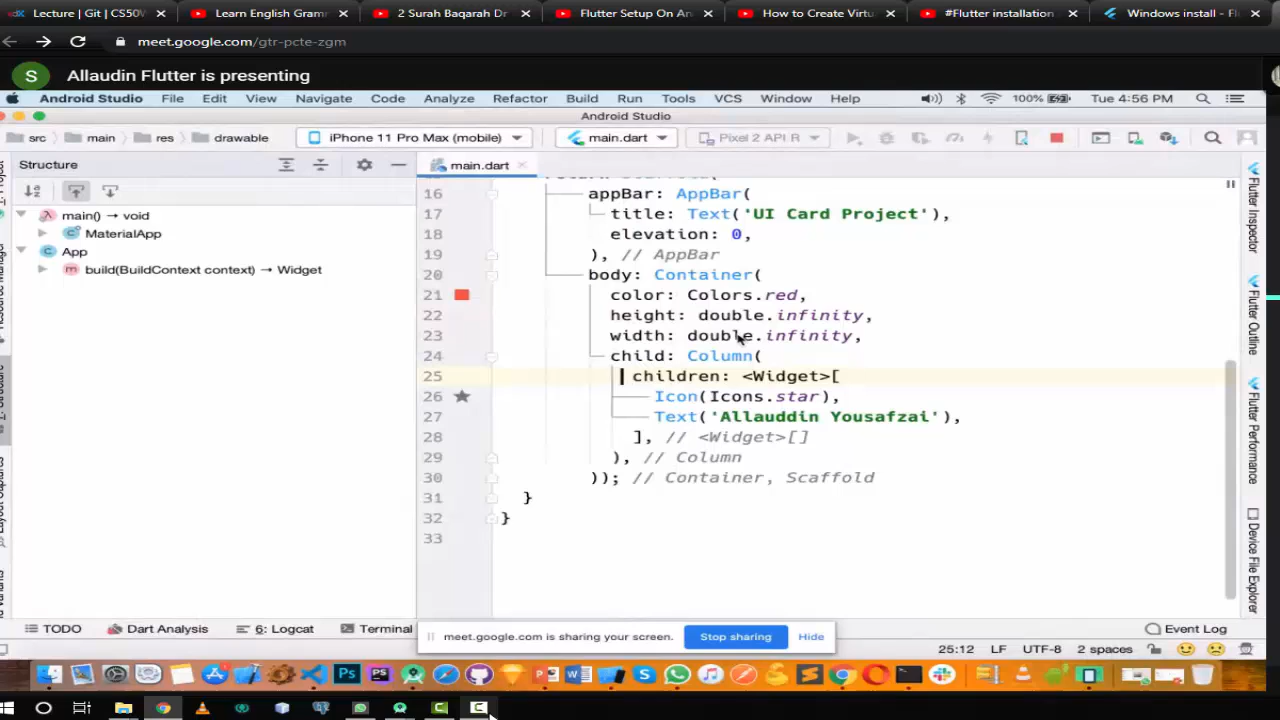 Lecture | Git | CS50W
Learn English Gram
2 Surah Baqarah Dr
Flutter Setup On An
How to Create Virtu
#Flutter installation
Windows install - Fl
meet.google.com/gtr-pcte-zgm
S
Allaudin Flutter is presenting
Android Studio File Edit View Navigate Code Analyze Refactor Build Run Tools VCS Window Help 100% Tue 4:56 PM
Android Studio
src main res drawable iPhone 11 Pro Max (mobile) main.dart Pixel 2 API R
Structure
main.dart
main() → void
MaterialApp
App
build(BuildContext context) → Widget
16 appBar: AppBar(
17 title: Text('UI Card Project'),
18 elevation: 0,
19 ), // AppBar
20 body: Container(
21 color: Colors.red,
22 height: double.infinity,
23 width: double.infinity,
24 child: Column(
25 children: <Widget>[
26 Icon(Icons.star),
27 Text('Allauddin Yousafzai'),
28 ], // <Widget>[]
29 ), // Column
30 )); // Container, Scaffold
31 }
32 }
33
Flutter Inspector
Flutter Outline
Flutter Performance
Device File Explorer
TODO Dart Analysis 6: Logcat Terminal
Event Log
meet.google.com is sharing your screen. Stop sharing Hide
25:12 LF UTF-8 2 spaces
Ps PS